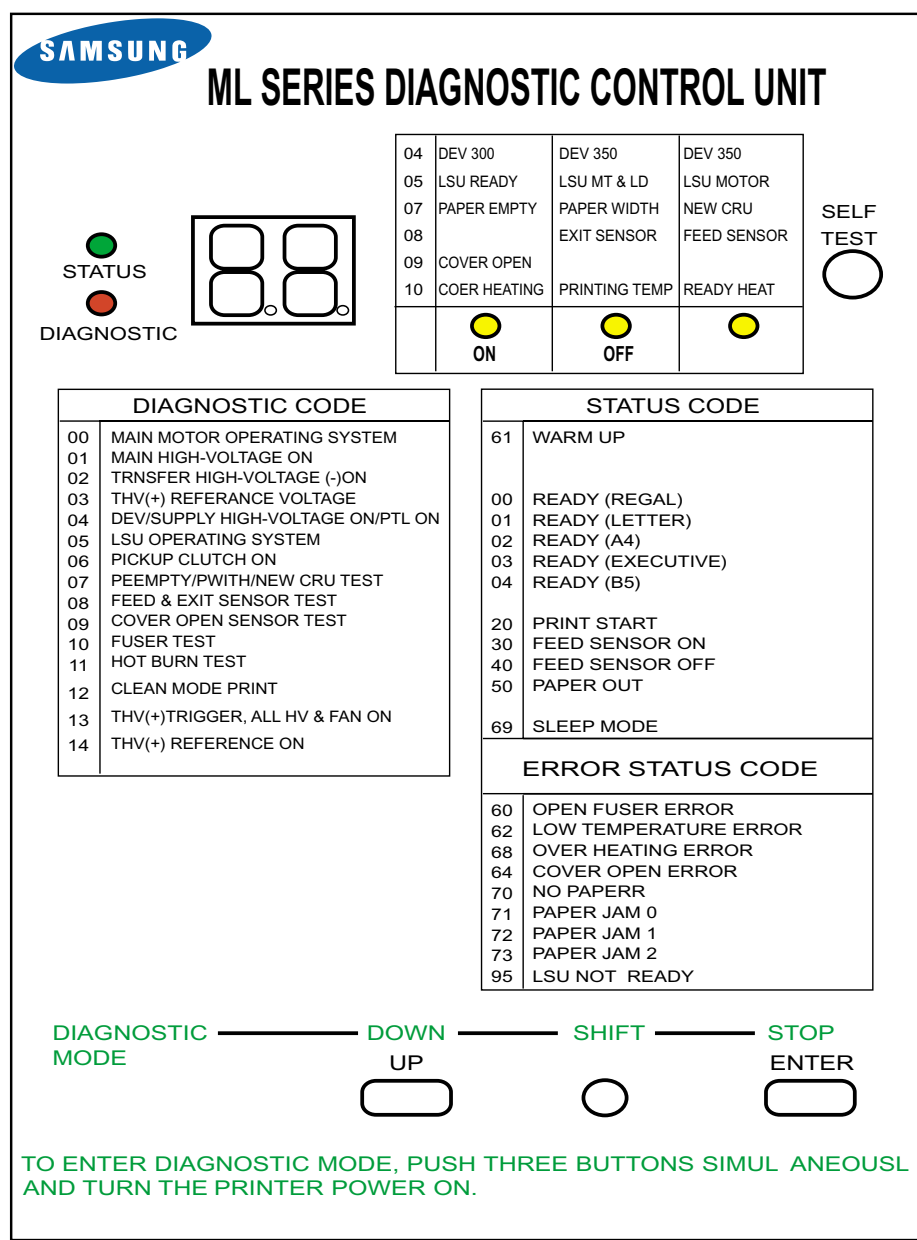 SAMSUNG
ML SERIES DIAGNOSTIC CONTROL UNIT
04 DEV 300 DEV 350 DEV 350
05 LSU READY LSU MT & LD LSU MOTOR
07 PAPER EMPTY PAPER WIDTH NEW CRU
08 EXIT SENSOR FEED SENSOR
09 COVER OPEN
10 COER HEATING PRINTING TEMP READY HEAT
ON OFF
SELF
TEST
STATUS
DIAGNOSTIC
DIAGNOSTIC CODE
00 MAIN MOTOR OPERATING SYSTEM
01 MAIN HIGH-VOLTAGE ON
02 TRNSFER HIGH-VOLTAGE (-)ON
03 THV(+) REFERANCE VOLTAGE
04 DEV/SUPPLY HIGH-VOLTAGE ON/PTL ON
05 LSU OPERATING SYSTEM
06 PICKUP CLUTCH ON
07 PEEMPTY/PWITH/NEW CRU TEST
08 FEED & EXIT SENSOR TEST
09 COVER OPEN SENSOR TEST
10 FUSER TEST
11 HOT BURN TEST
12 CLEAN MODE PRINT
13 THV(+)TRIGGER, ALL HV & FAN ON
14 THV(+) REFERENCE ON
STATUS CODE
61 WARM UP
00 READY (REGAL)
01 READY (LETTER)
02 READY (A4)
03 READY (EXECUTIVE)
04 READY (B5)
20 PRINT START
30 FEED SENSOR ON
40 FEED SENSOR OFF
50 PAPER OUT
69 SLEEP MODE
ERROR STATUS CODE
60 OPEN FUSER ERROR
62 LOW TEMPERATURE ERROR
68 OVER HEATING ERROR
64 COVER OPEN ERROR
70 NO PAPERR
71 PAPER JAM 0
72 PAPER JAM 1
73 PAPER JAM 2
95 LSU NOT READY
DIAGNOSTIC DOWN SHIFT STOP
MODE UP ENTER
TO ENTER DIAGNOSTIC MODE, PUSH THREE BUTTONS SIMUL ANEOUSL
AND TURN THE PRINTER POWER ON.